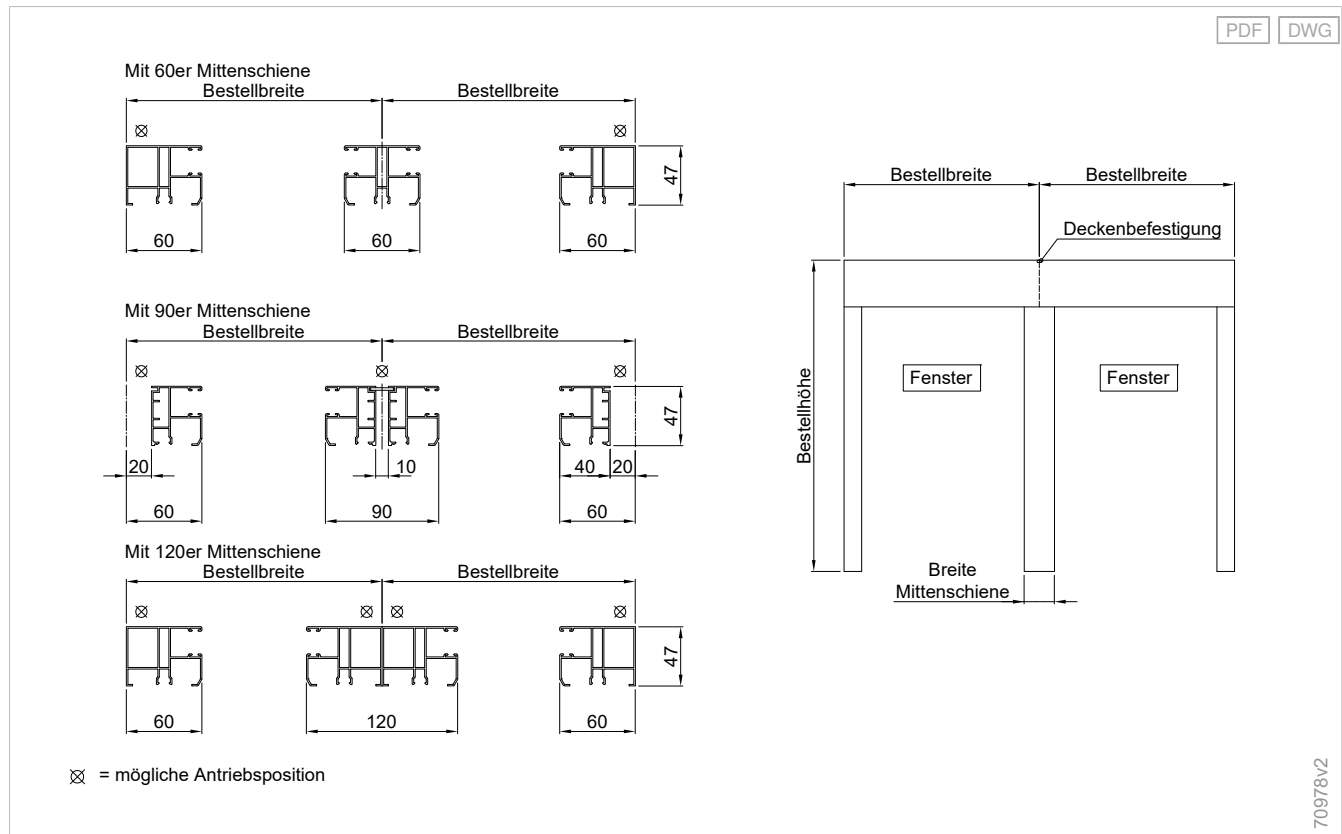 PDF DWG
Mit 60er Mittenschiene
Bestellbreite Bestellbreite
47
60 60 60
Mit 90er Mittenschiene
Bestellbreite Bestellbreite
47
20 10 40 20
60 90 60
Mit 120er Mittenschiene
Bestellbreite Bestellbreite
47
60 120 60
= mögliche Antriebsposition
Bestellbreite Bestellbreite
Deckenbefestigung
Bestellhöhe
Fenster Fenster
Breite
Mittenschiene
70978v2